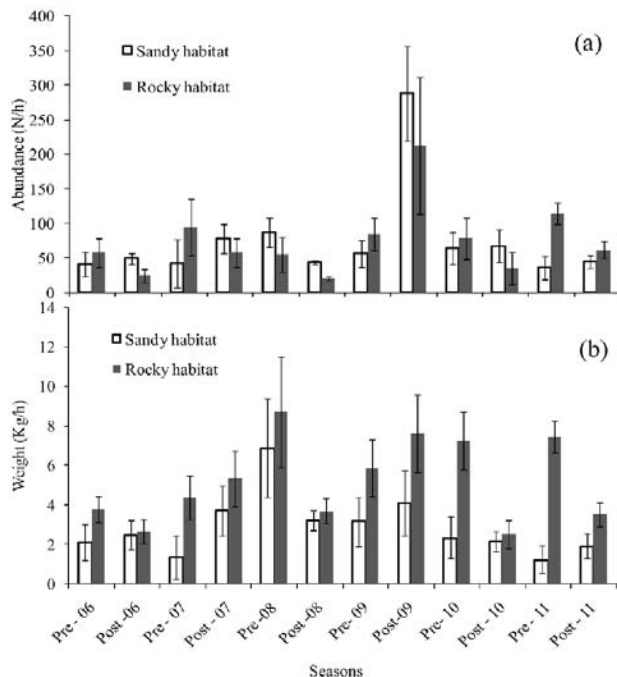 400
350
300
250
200
150
100
50
0
Abundance (N/h)
Sandy habitat
Rocky habitat
(a)
14
12
10
8
6
4
2
0
Weight (Kg/h)
Sandy habitat
Rocky habitat
(b)
Pre - 06
Post -06
Pre - 07
Post - 07
Pre -08
Post -08
Pre- 09
Post-09
Pre- 10
Post - 10
Pre - 11
Post - 11
Seasons